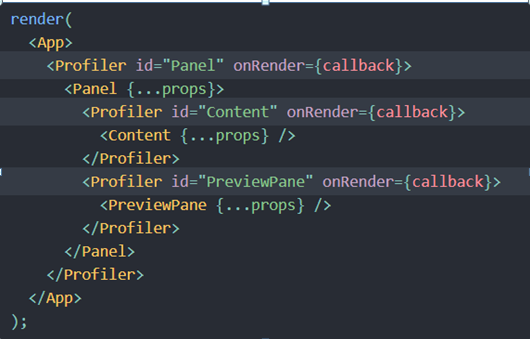 render(
  <App>
    <Profiler id="Panel" onRender={callback}>
      <Panel {...props}>
        <Profiler id="Content" onRender={callback}>
          <Content {...props} />
        </Profiler>
        <Profiler id="PreviewPane" onRender={callback}>
          <PreviewPane {...props} />
        </Profiler>
      </Panel>
    </Profiler>
  </App>
);